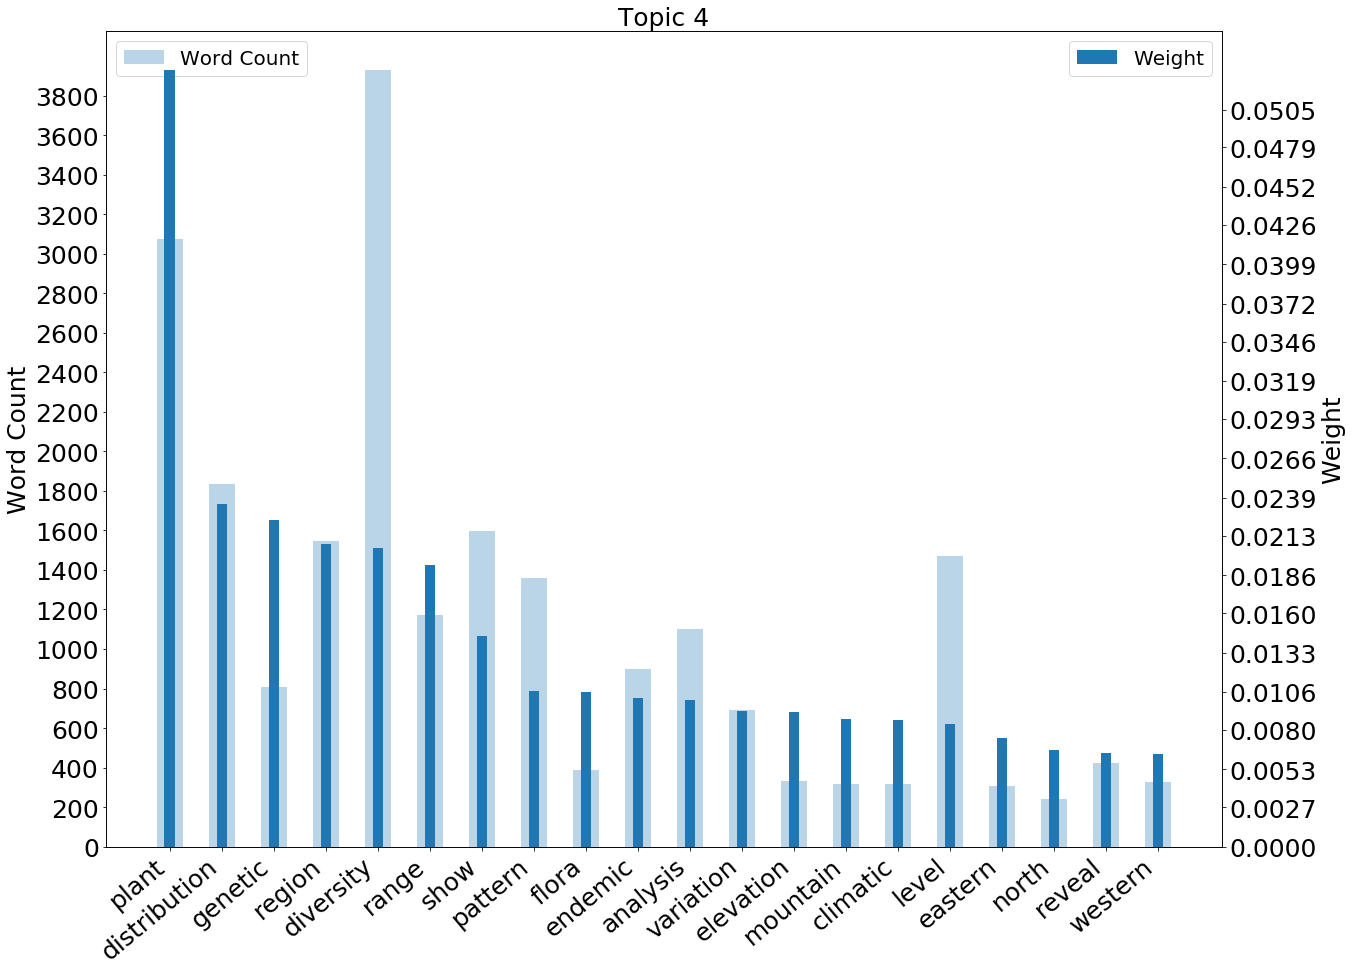 Topic 4
Word Count
Weight
3800
3600
3400
3200
3000
2800
2600
2400
2200
2000
1800
1600
1400
1200
1000
800
600
400
200
0
Word Count
0.0505
0.0479
0.0452
0.0426
0.0399
0.0372
0.0346
0.0319
0.0293
0.0266
0.0239
0.0213
0.0186
0.0160
0.0133
0.0106
0.0080
0.0053
0.0027
0.0000
Weight
plant
distribution
genetic
region
diversity
range
show
pattern
flora
endemic
analysis
variation
elevation
mountain
climatic
level
eastern
north
reveal
western